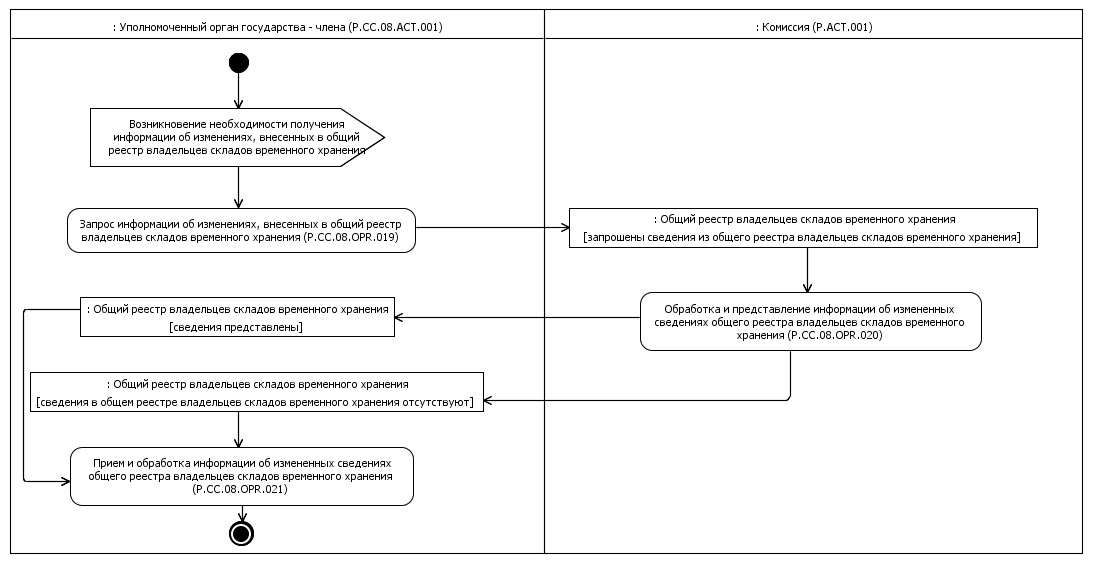 : Уполномоченный орган государства - члена (P.CC.08.ACT.001)
: Комиссия (P.ACT.001)
Возникновение необходимости получения
информации об изменениях, внесенных в общий
реестр владельцев складов временного хранения
Запрос информации об изменениях, внесенных в общий реестр
владельцев складов временного хранения (P.CC.08.OPR.019)
: Общий реестр владельцев складов временного хранения
[запрошены сведения из общего реестра владельцев складов временного хранения]
: Общий реестр владельцев складов временного хранения
[сведения представлены]
Обработка и представление информации об измененных
сведениях общего реестра владельцев складов временного
хранения (P.CC.08.OPR.020)
: Общий реестр владельцев складов временного хранения
[сведения в общем реестре владельцев складов временного хранения отсутствуют]
Прием и обработка информации об измененных сведениях
общего реестра владельцев складов временного хранения
(P.CC.08.OPR.021)